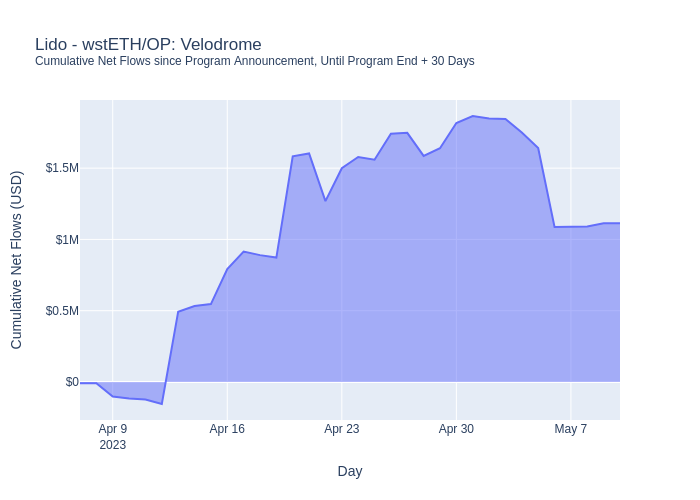 Lido - wstETH/OP: Velodrome
Cumulative Net Flows since Program Announcement, Until Program End + 30 Days
Cumulative Net Flows (USD)
$1.5M
$1M
$0.5M
$0
Apr 9
2023
Apr 16
Apr 23
Apr 30
May 7
Day